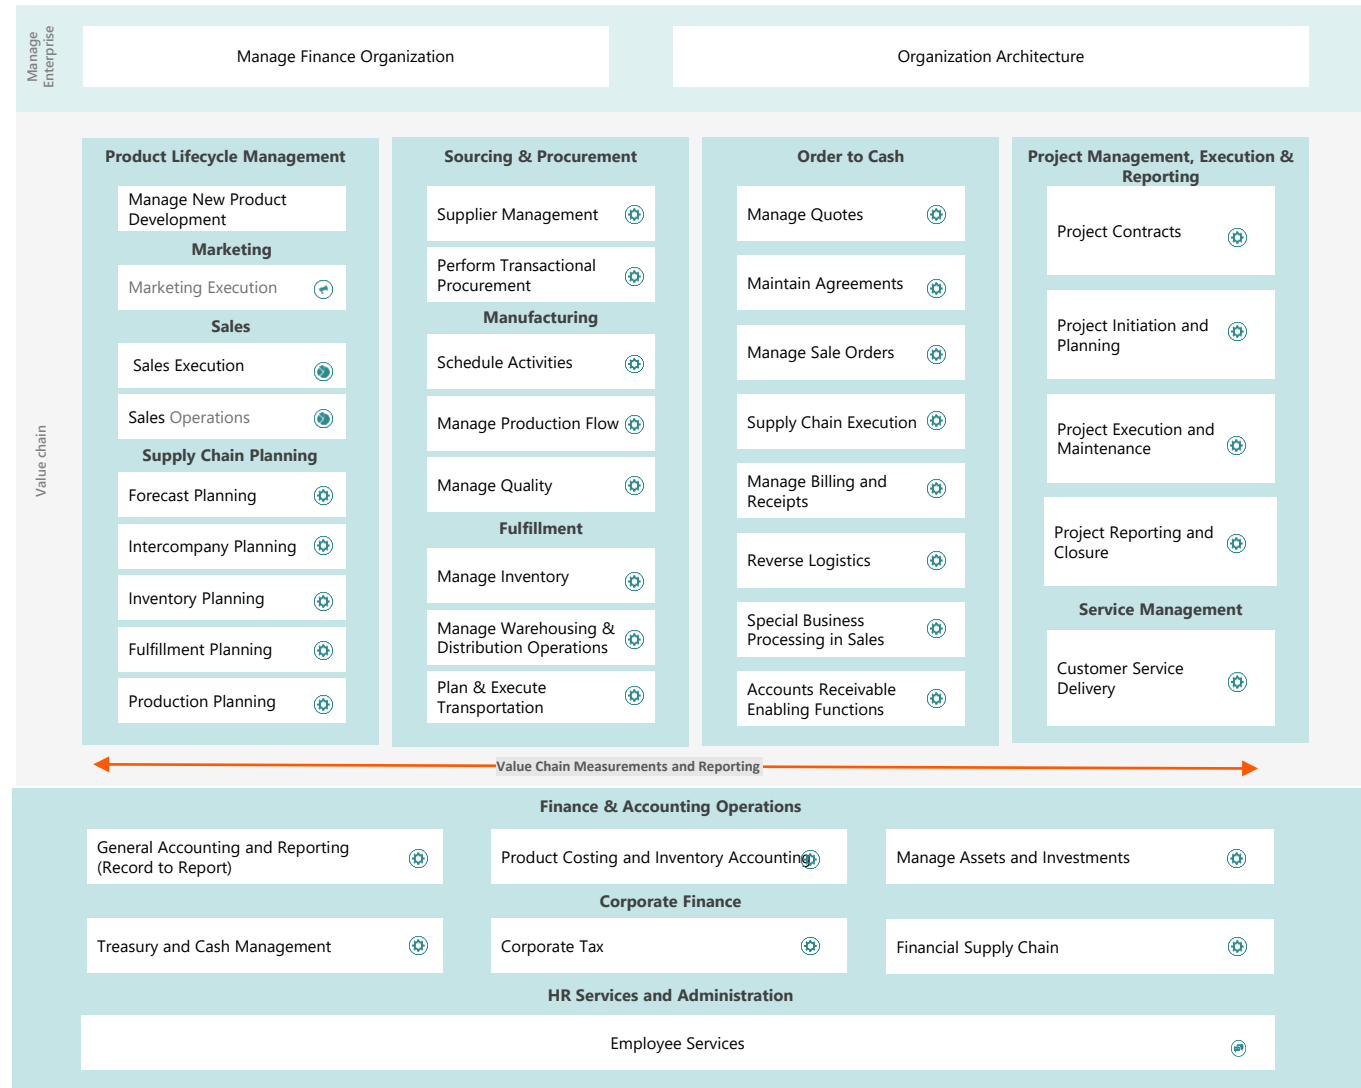 Manage
Enterprise
Manage Finance Organization
Organization Architecture
Value chain
Product Lifecycle Management
Manage New Product
Development
Marketing
Marketing Execution
Sales
Sales Execution
Sales Operations
Supply Chain Planning
Forecast Planning
Intercompany Planning
Inventory Planning
Fulfillment Planning
Production Planning
Sourcing & Procurement
Supplier Management
Perform Transactional
Procurement
Manufacturing
Schedule Activities
Manage Production Flow
Manage Quality
Fulfillment
Manage Inventory
Manage Warehousing &
Distribution Operations
Plan & Execute
Transportation
Order to Cash
Manage Quotes
Maintain Agreements
Manage Sale Orders
Supply Chain Execution
Manage Billing and
Receipts
Reverse Logistics
Special Business
Processing in Sales
Accounts Receivable
Enabling Functions
Project Management, Execution &
Reporting
Project Contracts
Project Initiation and
Planning
Project Execution and
Maintenance
Project Reporting and
Closure
Service Management
Customer Service
Delivery
Value Chain Measurements and Reporting
Finance & Accounting Operations
General Accounting and Reporting
(Record to Report)
Product Costing and Inventory Accounting
Manage Assets and Investments
Corporate Finance
Treasury and Cash Management
Corporate Tax
Financial Supply Chain
HR Services and Administration
Employee Services